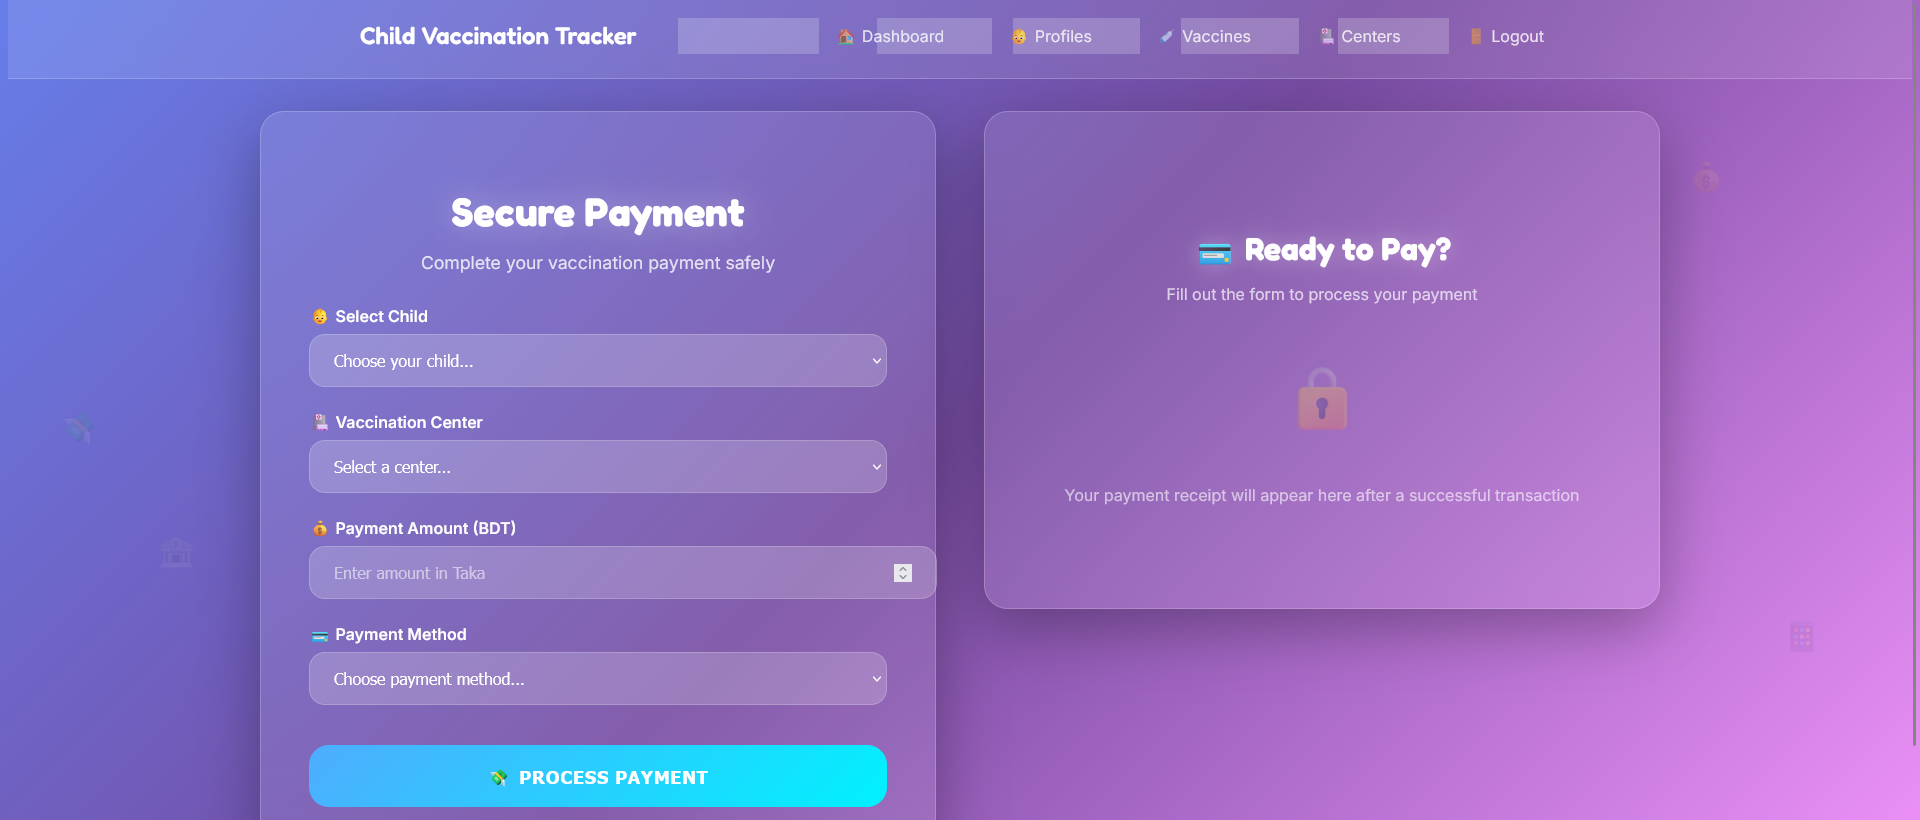 Child Vaccination Tracker
Dashboard
Profiles
Vaccines
Centers
Logout
Secure Payment
Complete your vaccination payment safely
Select Child
Choose your child...
Vaccination Center
Select a center...
Payment Amount (BDT)
Enter amount in Taka
Payment Method
Choose payment method...
PROCESS PAYMENT
Ready to Pay?
Fill out the form to process your payment
Your payment receipt will appear here after a successful transaction